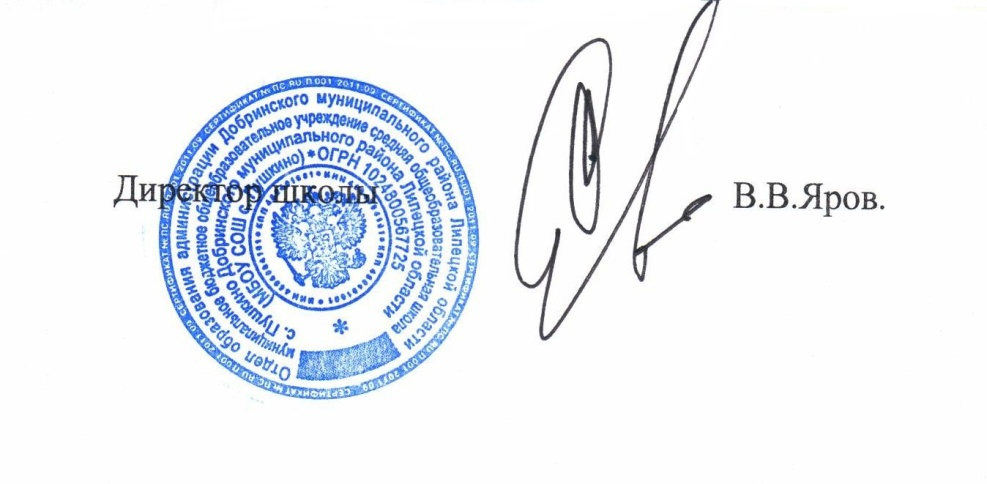 Директор школы
В.В.Яров.
Отдел образования администрации Добринского муниципального района Липецкой области
муниципальное бюджетное общеобразовательное учреждение средняя общеобразовательная школа
с. Пушкино Добринского муниципального района Липецкой области
(МБОУ СОШ с. Пушкино) * ОГРН 1024800567725
*